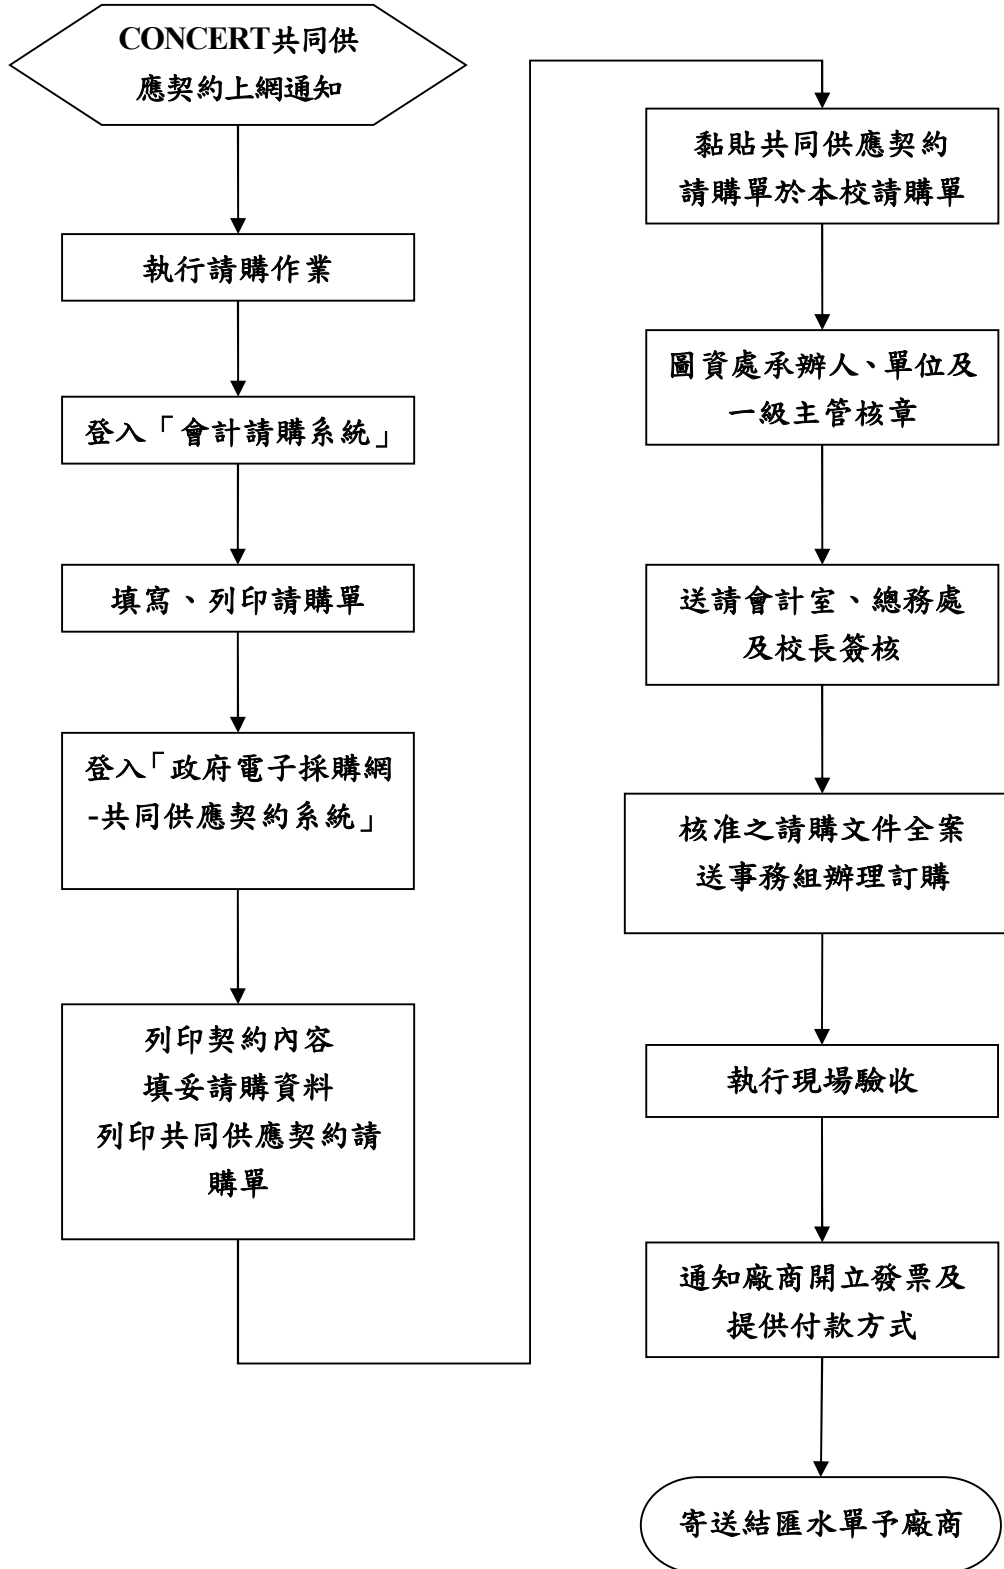 CONCERT共同供
應契約上網通知
執行請購作業
登入「會計請購系統」
填寫、列印請購單
登入「政府電子採購網
-共同供應契約系統」
列印契約內容
填妥請購資料
列印共同供應契約請
購單
黏貼共同供應契約
請購單於本校請購單
圖資處承辦人、單位及
一級主管核章
送請會計室、總務處
及校長簽核
核准之請購文件全案
送事務組辦理訂購
執行現場驗收
通知廠商開立發票及
提供付款方式
寄送結匯水單予廠商